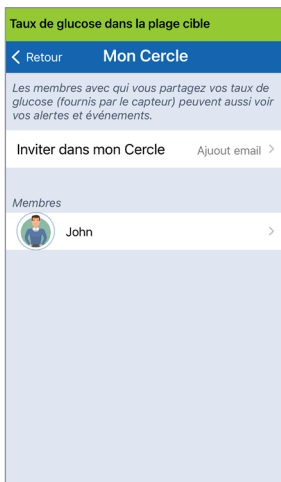 Taux de glucose dans la plage cible
Retour Mon Cercle
Les membres avec qui vous partagez vos taux de
glucose (fournis par le capteur) peuvent aussi voir
vos alertes et événements.
Inviter dans mon Cercle Ajuout email
Membres
John